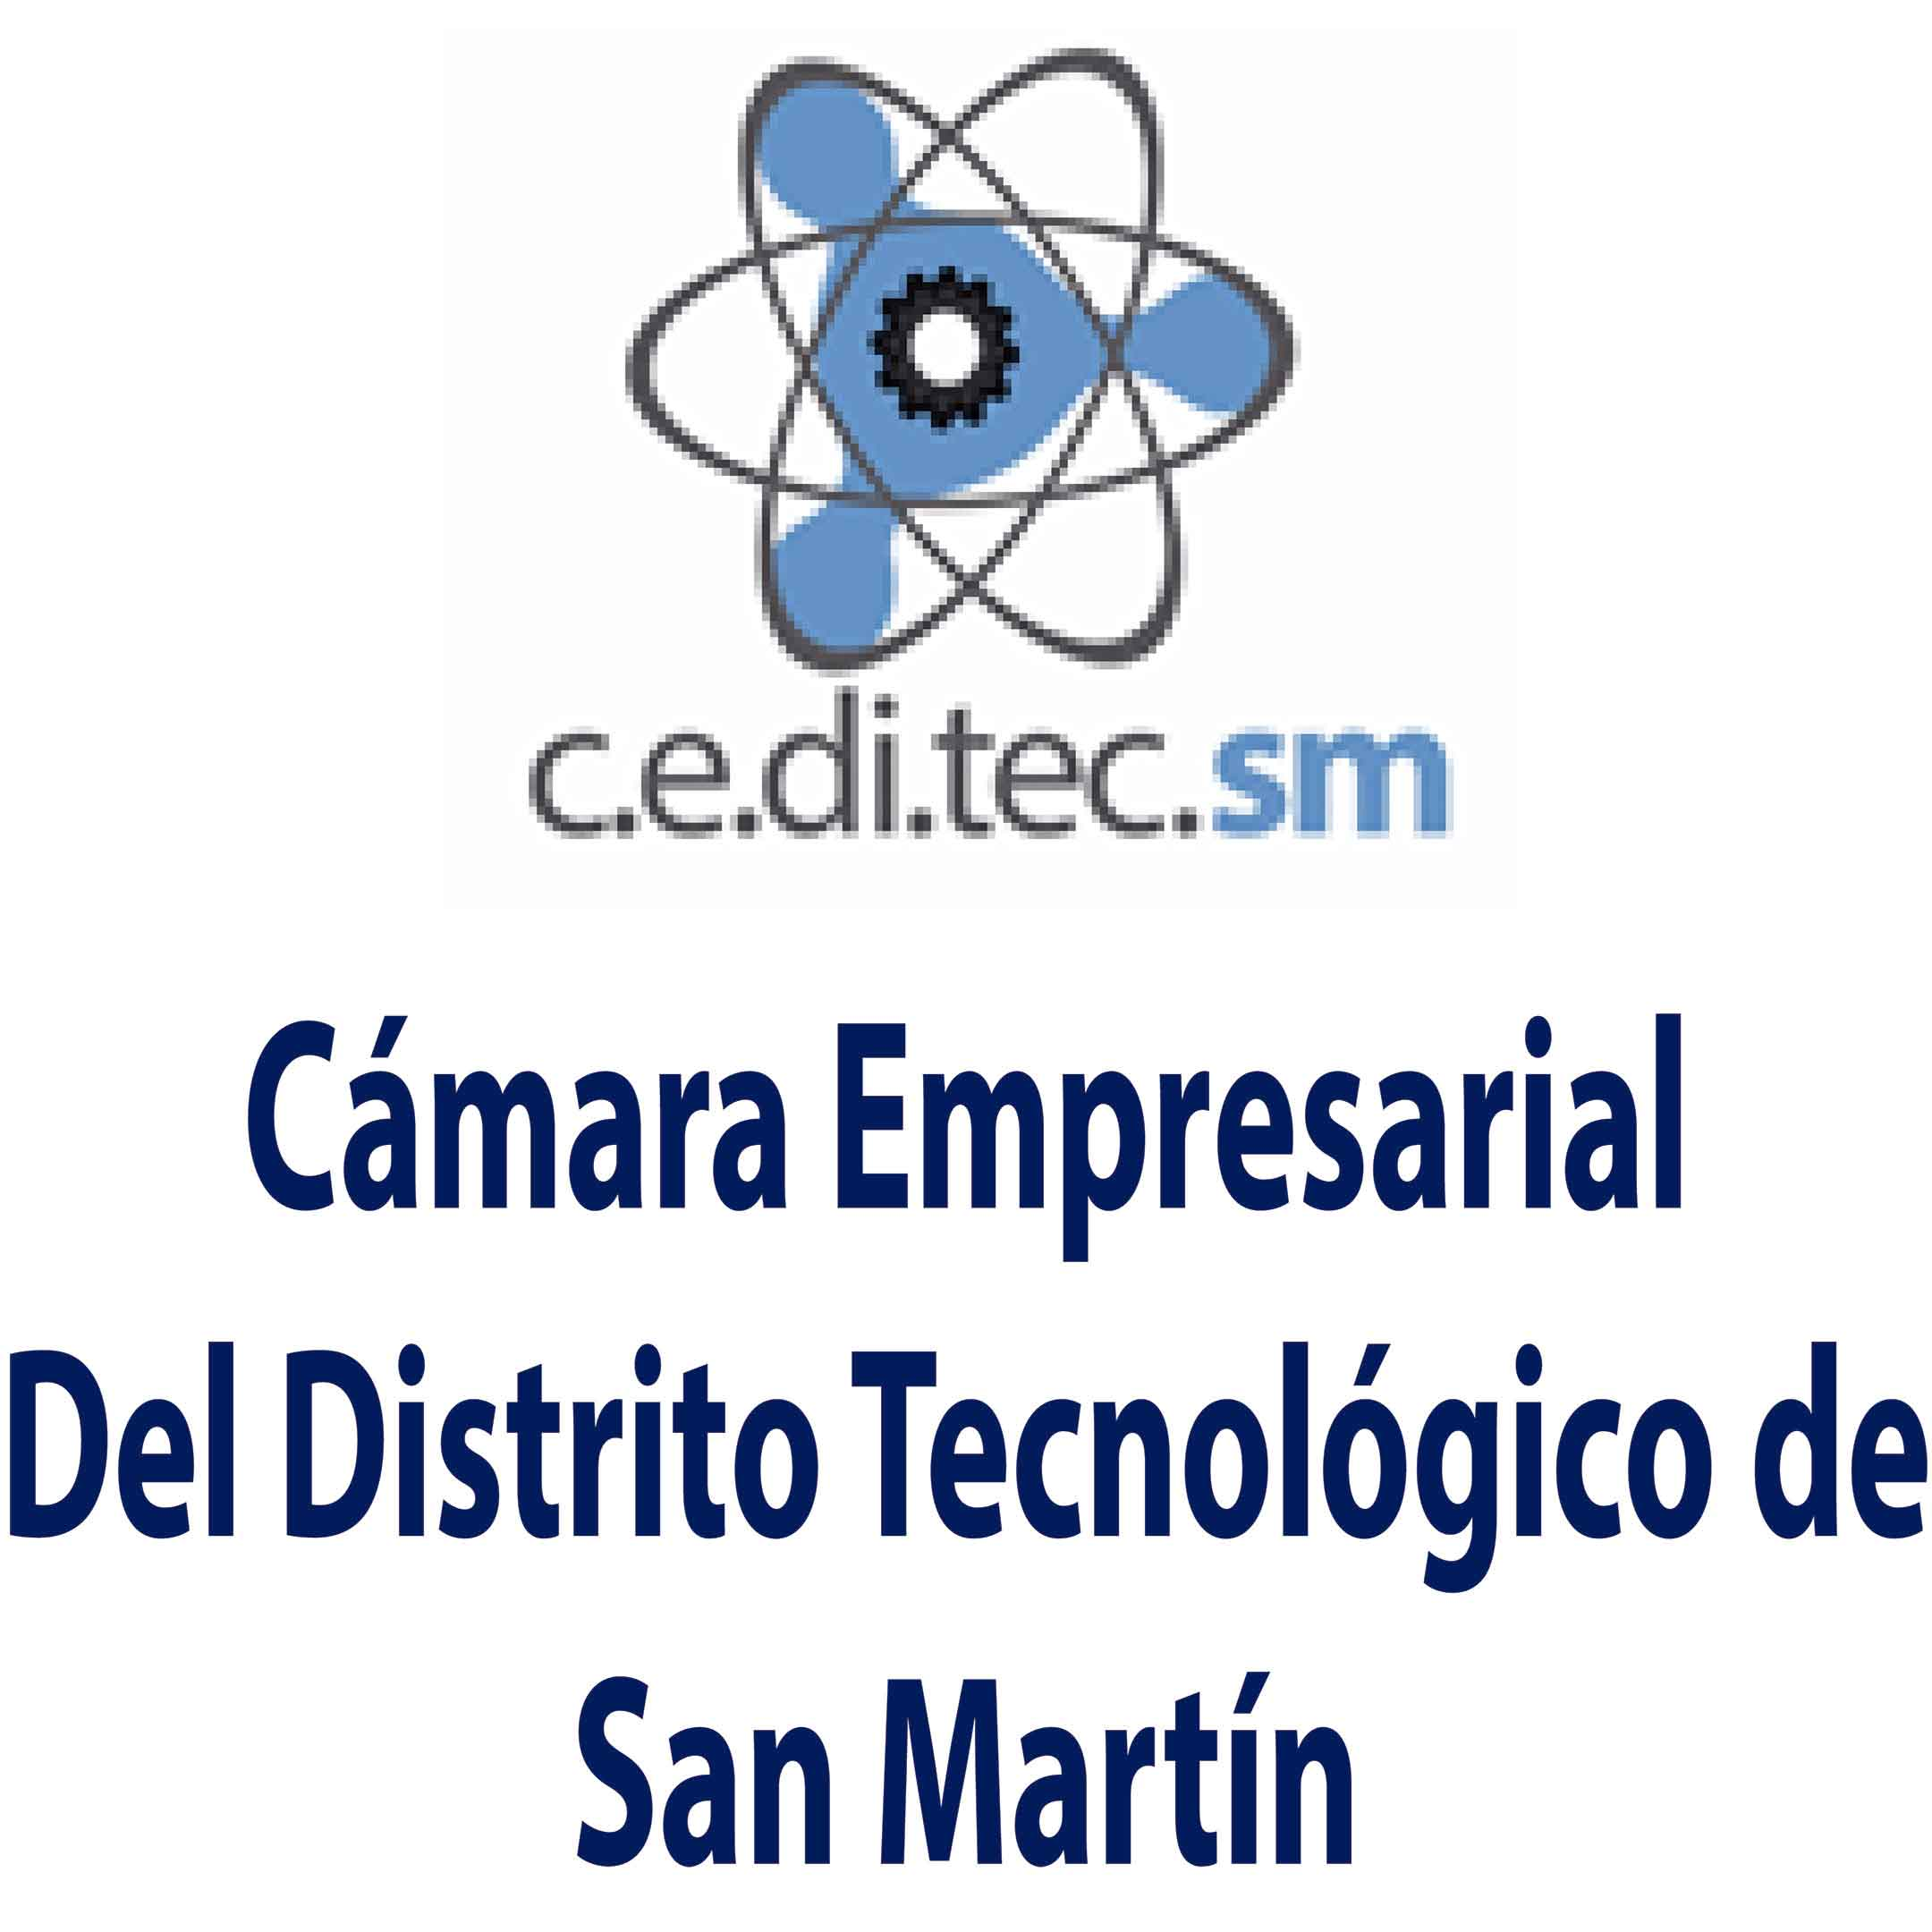 c.e.di.tec.sm
Cámara Empresarial
Del Distrito Tecnológico de
San Martín